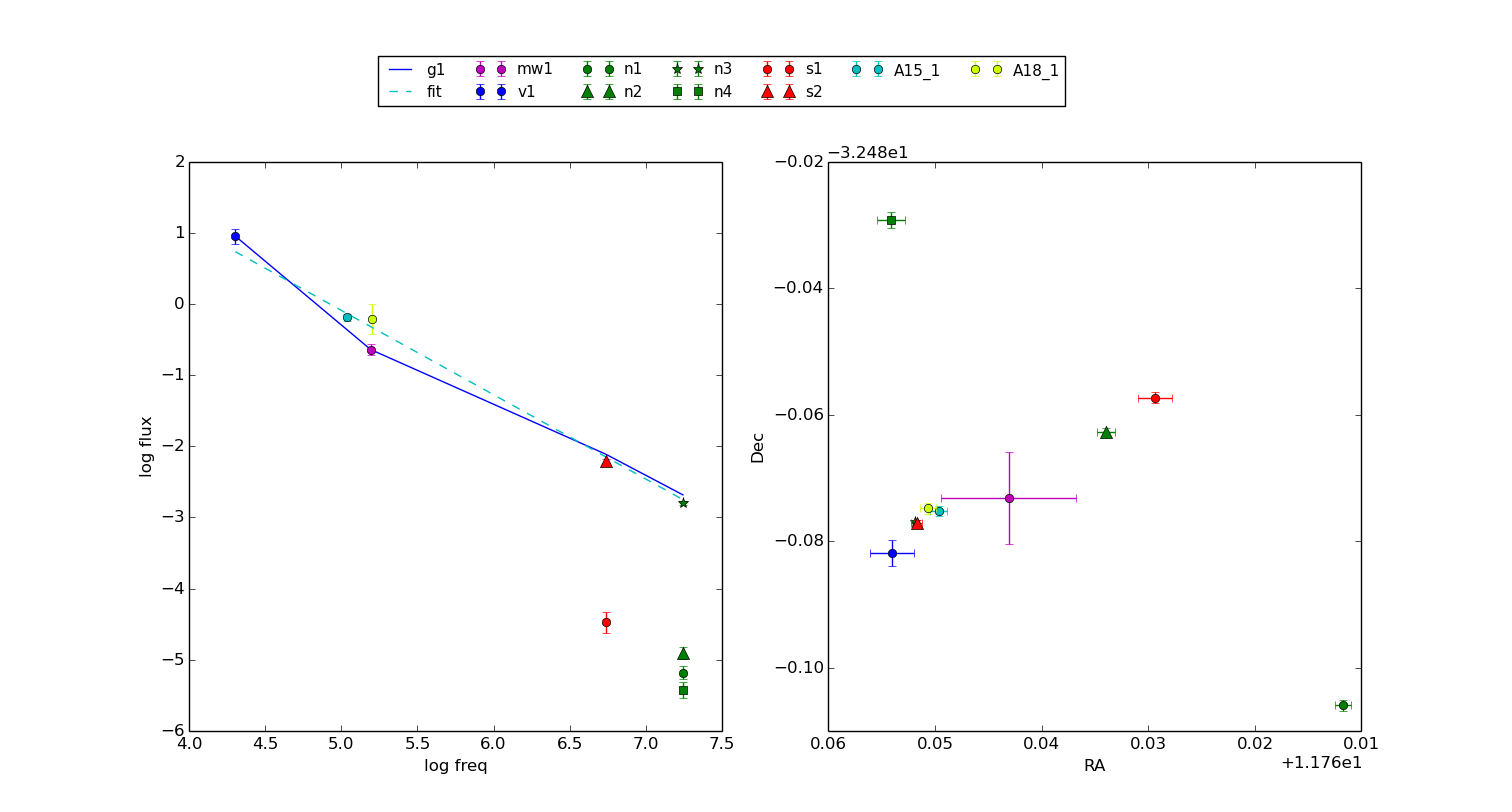 g1 mw1 n1 n3 s1 A15_1 A18_1
fit v1 n2 n4 s2
2
1
0
−1
−2
−3
−4
−5
−6
4.0 4.5 5.0 5.5 6.0 6.5 7.0 7.5
log freq
log flux
−3.248e1
−0.02
−0.04
−0.06
−0.08
−0.10
0.06 0.05 0.04 0.03 0.02 0.01
+1.176e1
RA
Dec